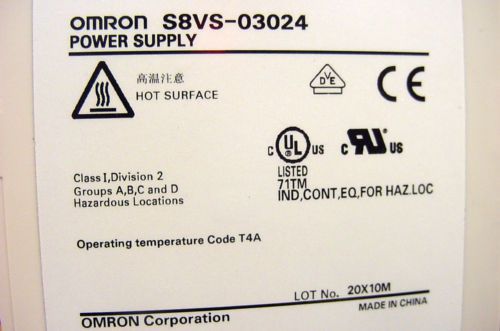 OMRON S8VS-03024
POWER SUPPLY
高温注意
HOT SURFACE
DVE
CE
C UL US
LISTED
71TM
IND,CONT,EQ,FOR HAZ.LOC
c RU US
Class I,Division 2
Groups A,B,C and D
Hazardous Locations
Operating temperature Code T4A
LOT No. 20X10M
MADE IN CHINA
OMRON Corporation